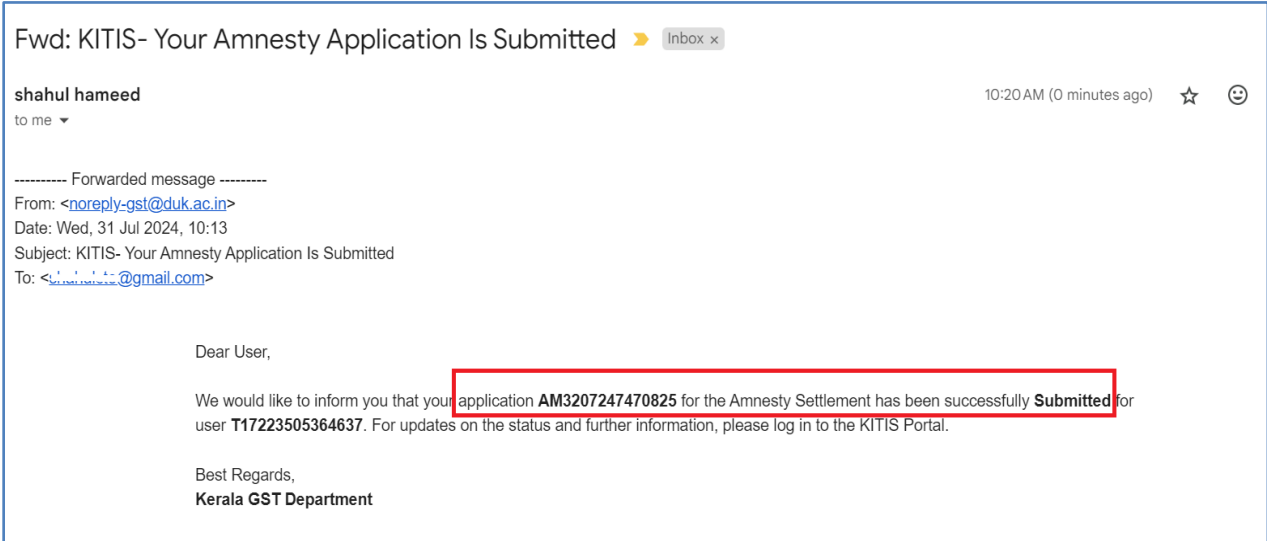 Fwd: KITIS- Your Amnesty Application Is Submitted Inbox ×
shahul hameed 10:20 AM (0 minutes ago)
to me
---------- Forwarded message ---------
From: <noreply-gst@duk.ac.in>
Date: Wed, 31 Jul 2024, 10:13
Subject: KITIS- Your Amnesty Application Is Submitted
To: < @gmail.com>
Dear User,
We would like to inform you that your application AM3207247470825 for the Amnesty Settlement has been successfully Submitted for
user T17223505364637. For updates on the status and further information, please log in to the KITIS Portal.
Best Regards,
Kerala GST Department